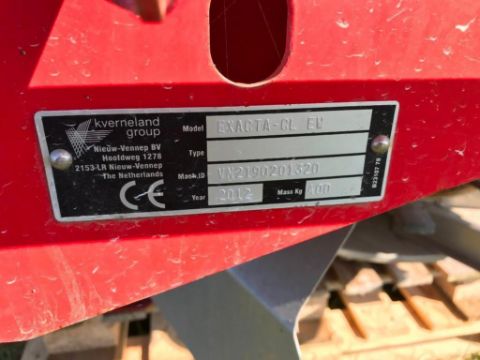 kverneland
group
Nieuw-Vennep BV
Hoofdweg 1278
2153-LR Nieuw-Vennep
The Netherlands
CE
Model EXACTA-CL EW
Type
Mach.ID VN2190201320
Year 2012 Mass Kg 400